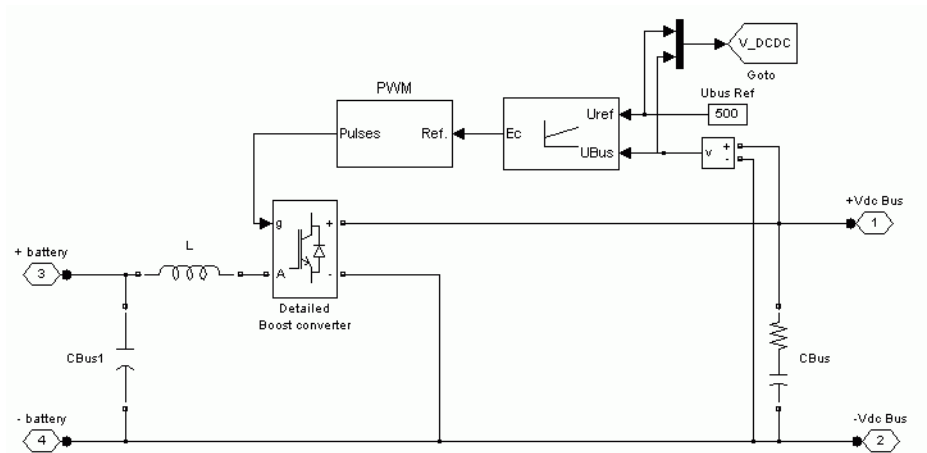 V_DCDC
Goto
Ubus Ref
500
PWM
Pulses
Ref.
Ec
Uref
UBus
v
+
-
+Vdc Bus
1
g
+
A
-
Detailed
Boost converter
L
+ battery
3
CBus1
CBus
- battery
4
-Vdc Bus
2